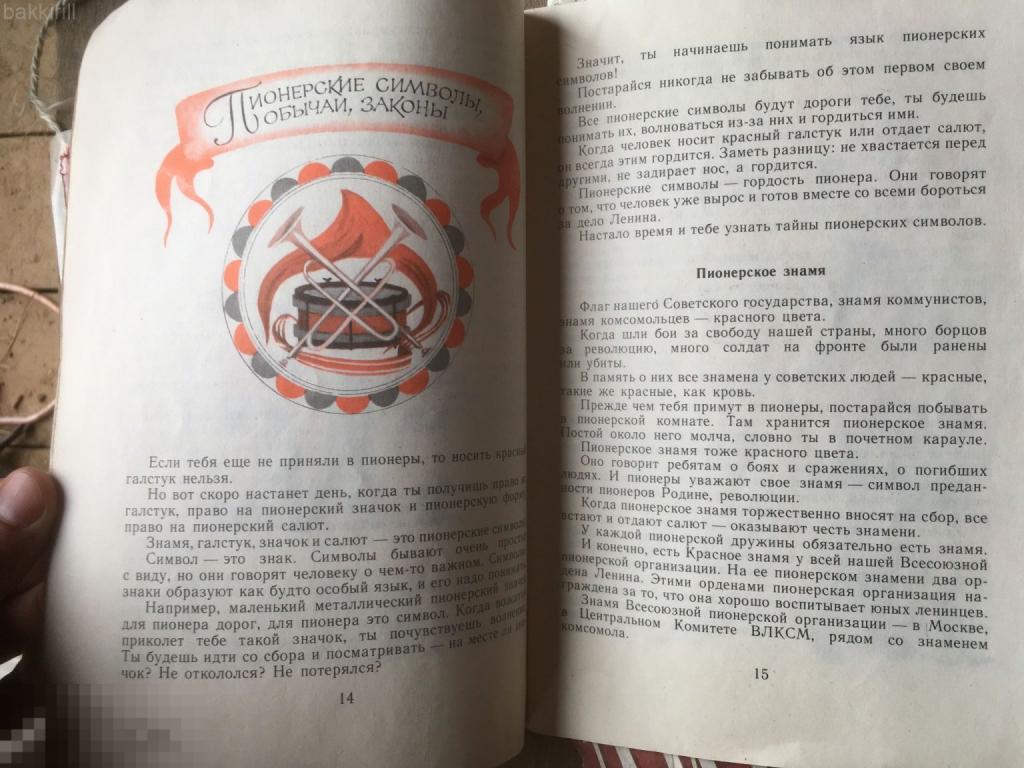 bakkifill
Пионерские символы,
обычаи, законы
Если тебя еще не приняли в пионеры, то носить красный
галстук нельзя.
Но вот скоро настанет день, когда ты получишь право на
галстук, право на пионерский значок и пионерскую форму,
право на пионерский салют.
Знамя, галстук, значок и салют — это пионерские символы.
Символ — это знак. Символы бывают очень простые
с виду, но они говорят человеку о чем-то важном. Символы-
знаки образуют как будто особый язык, и его надо понимать.
Например, маленький металлический пионерский значок
для пионера дорог, для пионера это символ. Когда вожатый
приколет тебе такой значок, ты почувствуешь волнение.
Ты будешь идти со сбора и посматривать — на месте ли зна-
чок? Не откололся? Не потерялся?
14
Значит, ты начинаешь понимать язык пионерских
символов!
Постарайся никогда не забывать об этом первом своем
волнении.
Все пионерские символы будут дороги тебе, ты будешь
понимать их, волноваться из-за них и гордиться ими.
Когда человек носит красный галстук или отдает салют,
он всегда этим гордится. Заметь разницу: не хвастается перед
другими, не задирает нос, а гордится.
Пионерские символы — гордость пионера. Они говорят
о том, что человек уже вырос и готов вместе со всеми бороться
за дело Ленина.
Настало время и тебе узнать тайны пионерских символов.
Пионерское знамя
Флаг нашего Советского государства, знамя коммунистов,
знамя комсомольцев — красного цвета.
Когда шли бои за свободу нашей страны, много борцов
за революцию, много солдат на фронте были ранены
или убиты.
В память о них все знамена у советских людей — красные,
такие же красные, как кровь.
Прежде чем тебя примут в пионеры, постарайся побывать
в пионерской комнате. Там хранится пионерское знамя.
Постой около него молча, словно ты в почетном карауле.
Пионерское знамя тоже красного цвета.
Оно говорит ребятам о боях и сражениях, о погибших
людях. И пионеры уважают свое знамя — символ предан-
ности пионеров Родине, революции.
Когда пионерское знамя торжественно вносят на сбор, все
встают и отдают салют — оказывают честь знамени.
У каждой пионерской дружины обязательно есть знамя.
И конечно, есть Красное знамя у всей нашей Всесоюзной
пионерской организации. На ее пионерском знамени два ор-
дена Ленина. Этими орденами пионерская организация на-
граждена за то, что она хорошо воспитывает юных ленинцев.
Знамя Всесоюзной пионерской организации — в Москве,
в Центральном Комитете ВЛКСМ, рядом со знаменем
комсомола.
15